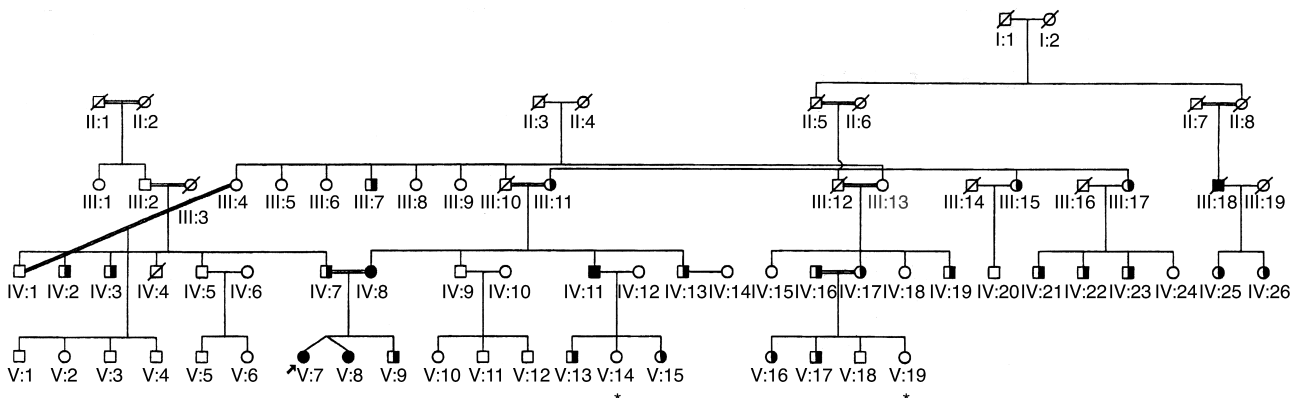 I:1 I:2
II:1 II:2 II:3 II:4 II:5 II:6 II:7 II:8
III:1 III:2 III:3 III:4 III:5 III:6 III:7 III:8 III:9 III:10 III:11 III:12 III:13 III:14 III:15 III:16 III:17 III:18 III:19
IV:1 IV:2 IV:3 IV:4 IV:5 IV:6 IV:7 IV:8 IV:9 IV:10 IV:11 IV:12 IV:13 IV:14 IV:15 IV:16 IV:17 IV:18 IV:19 IV:20 IV:21 IV:22 IV:23 IV:24 IV:25 IV:26
V:1 V:2 V:3 V:4 V:5 V:6 V:7 V:8 V:9 V:10 V:11 V:12 V:13 V:14 V:15 V:16 V:17 V:18 V:19
* *